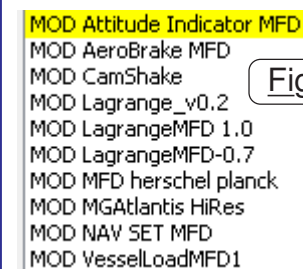 MOD Attitude Indicator MFD
MOD AeroBrake MFD
MOD CamShake
Fig
MOD Lagrange_v0.2
MOD LagrangeMFD 1.0
MOD LagrangeMFD-0.7
MOD MFD herschel planck
MOD MGAtlantis HiRes
MOD NAV SET MFD
MOD VesselLoadMFD1